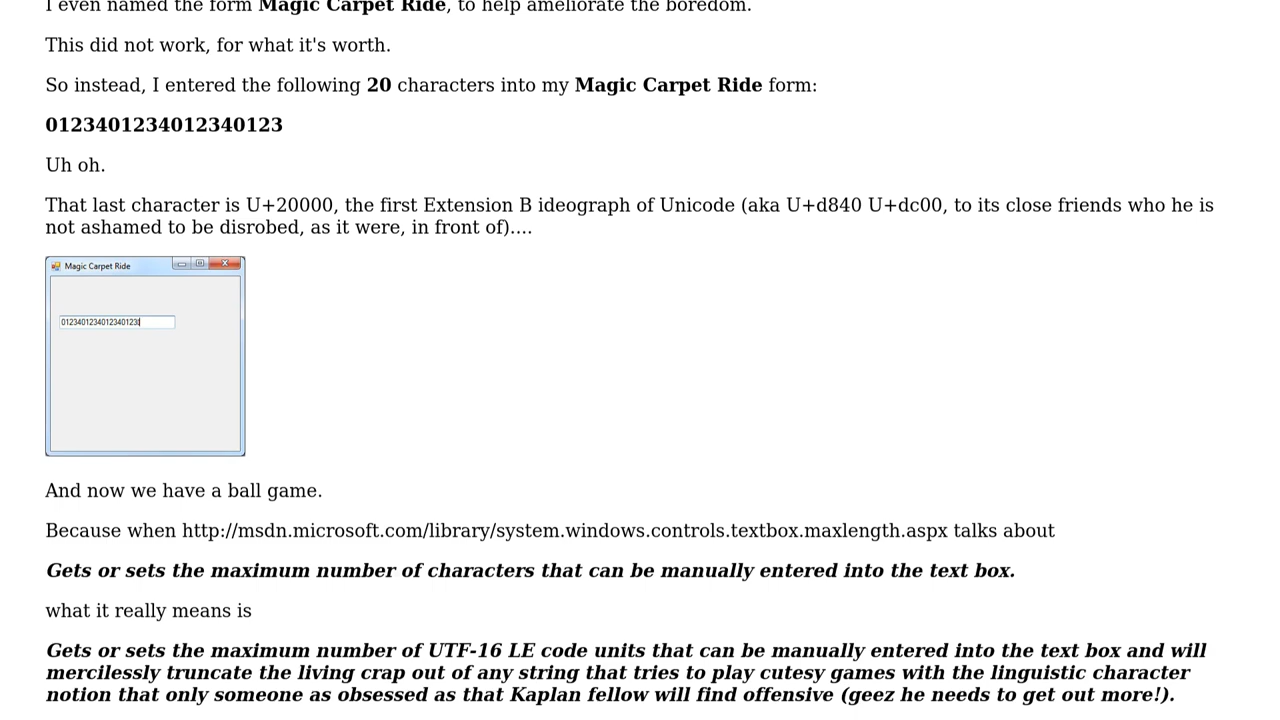 I even named the form Magic Carpet Ride, to help ameliorate the boredom.
This did not work, for what it's worth.
So instead, I entered the following 20 characters into my Magic Carpet Ride form:
0123401234012340123
Uh oh.
That last character is U+20000, the first Extension B ideograph of Unicode (aka U+d840 U+dc00, to its close friends who he is
not ashamed to be disrobed, as it were, in front of)....
Magic Carpet Ride
0123401234012340123
And now we have a ball game.
Because when http://msdn.microsoft.com/library/system.windows.controls.textbox.maxlength.aspx talks about
Gets or sets the maximum number of characters that can be manually entered into the text box.
what it really means is
Gets or sets the maximum number of UTF-16 LE code units that can be manually entered into the text box and will
mercilessly truncate the living crap out of any string that tries to play cutesy games with the linguistic character
notion that only someone as obsessed as that Kaplan fellow will find offensive (geez he needs to get out more!).